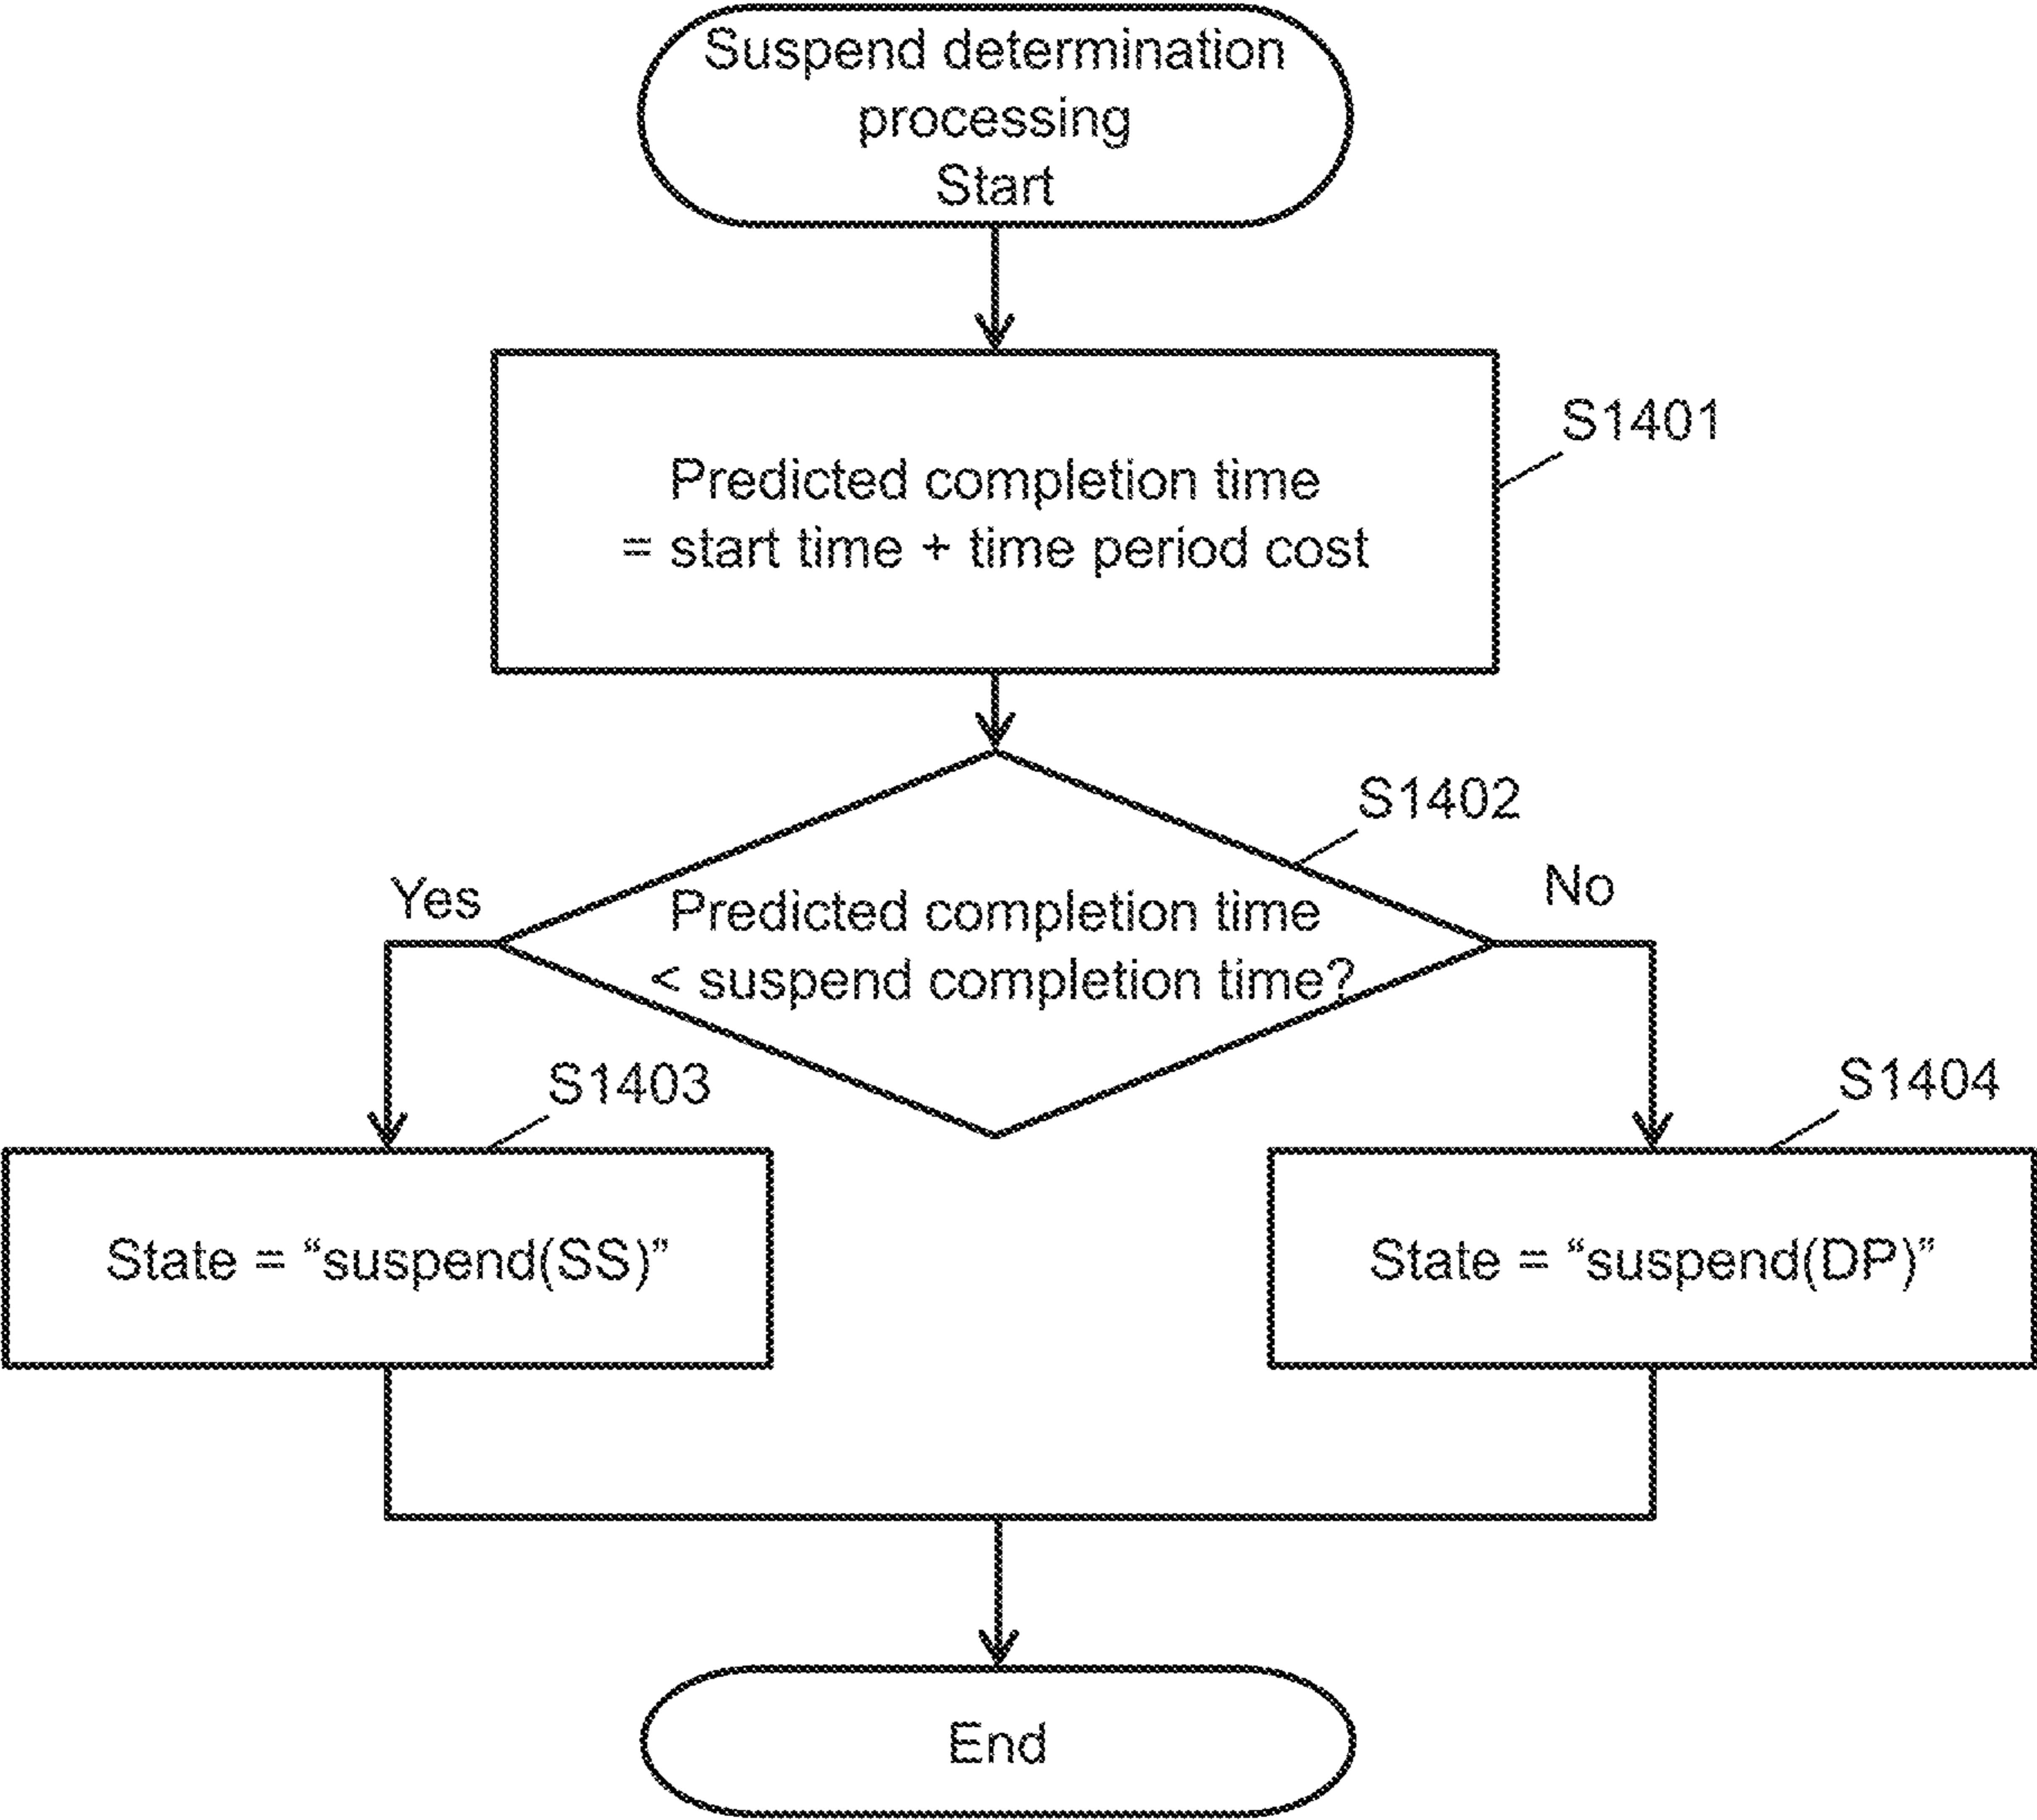 Suspend determination
processing
Start
S1401
Predicted completion time
= start time + time period cost
S1402
Yes
No
Predicted completion time
< suspend completion time?
S1403
S1404
State = “suspend(SS)”
State = “suspend(DP)”
End